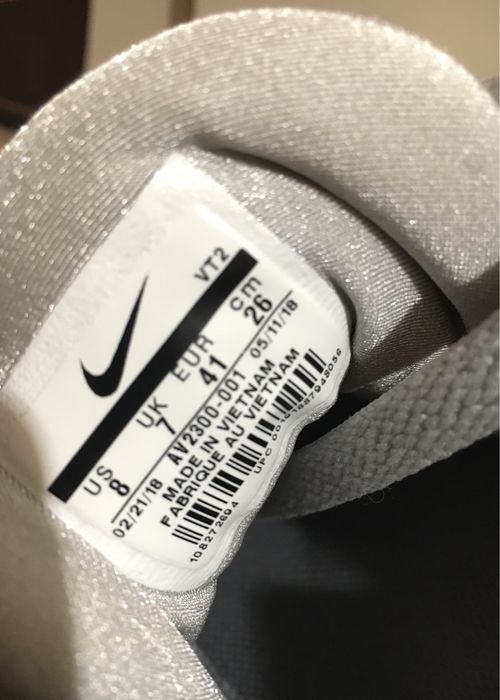 VT2
US UK EUR cm
8 7 41 26
02/21/18 AV2300-001 05/11/18
MADE IN VIETNAM
FABRIQUE AU VIETNAM
108272694 UPC